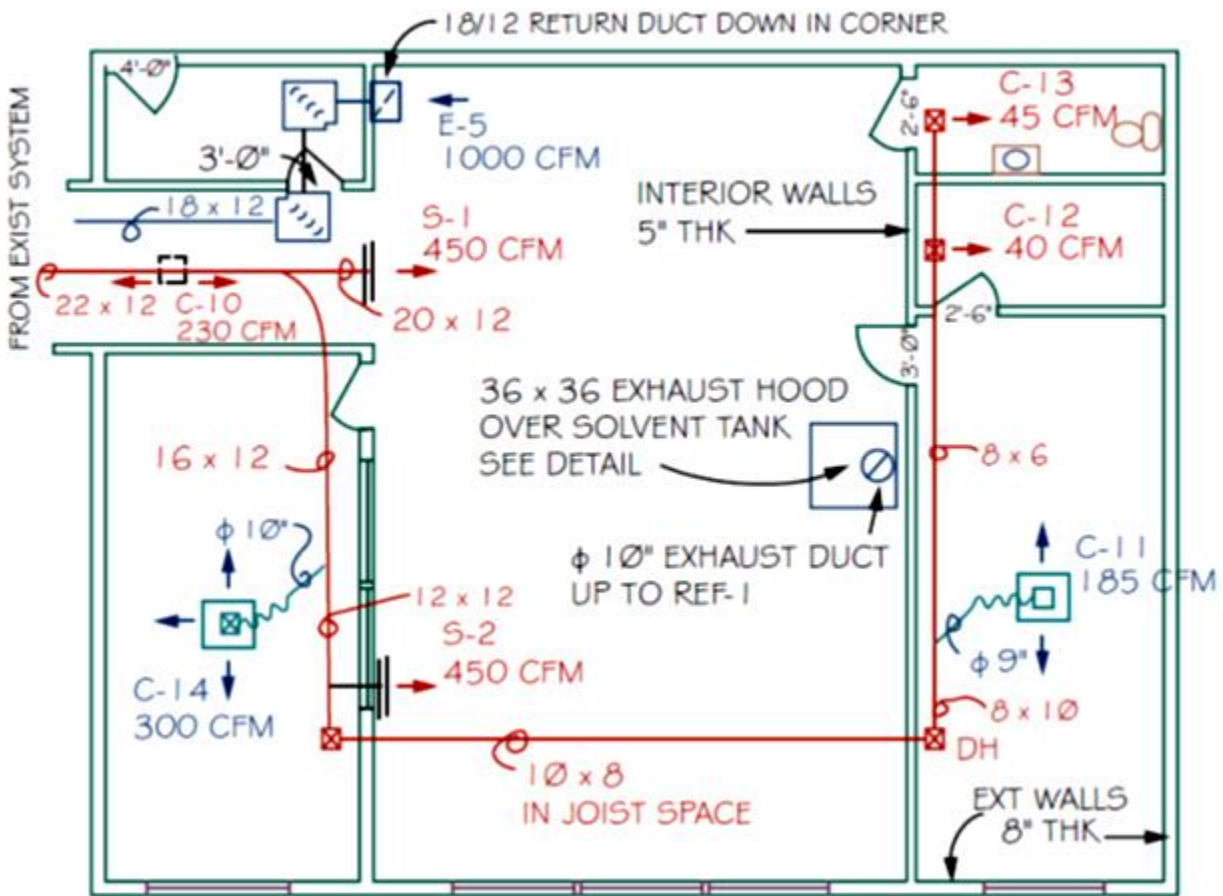 18/12 RETURN DUCT DOWN IN CORNER
4'-Ø"
FROM EXIST SYSTEM
3'-Ø"
18 x 12
E-5
1000 CFM
2'-6"
C-13
45 CFM
INTERIOR WALLS
5" THK
C-12
40 CFM
S-1
450 CFM
22 x 12
C-10
230 CFM
20 x 12
2'-6"
3'-Ø"
36 x 36 EXHAUST HOOD
OVER SOLVENT TANK
SEE DETAIL
16 x 12
8 x 6
ϕ 1Ø"
ϕ 1Ø" EXHAUST DUCT
UP TO REF-1
C-11
185 CFM
12 x 12
S-2
450 CFM
ϕ 9"
C-14
300 CFM
8 x 1Ø
DH
1Ø x 8
IN JOIST SPACE
EXT WALLS
8" THK